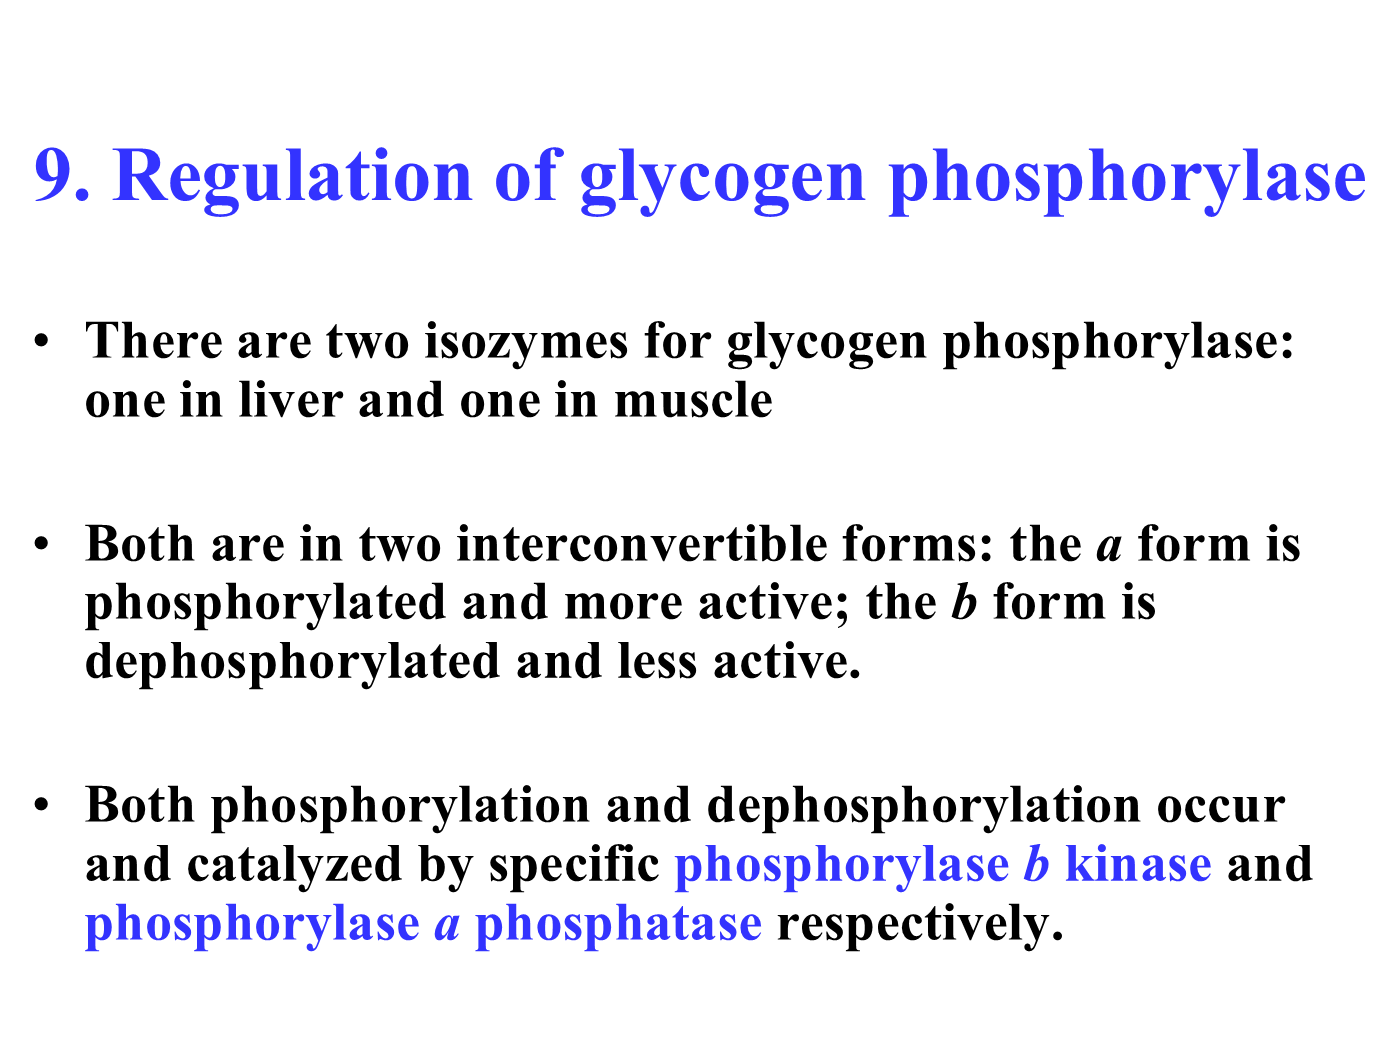 9. Regulation of glycogen phosphorylase
• There are two isozymes for glycogen phosphorylase:
one in liver and one in muscle
• Both are in two interconvertible forms: the a form is
phosphorylated and more active; the b form is
dephosphorylated and less active.
• Both phosphorylation and dephosphorylation occur
and catalyzed by specific phosphorylase b kinase and
phosphorylase a phosphatase respectively.